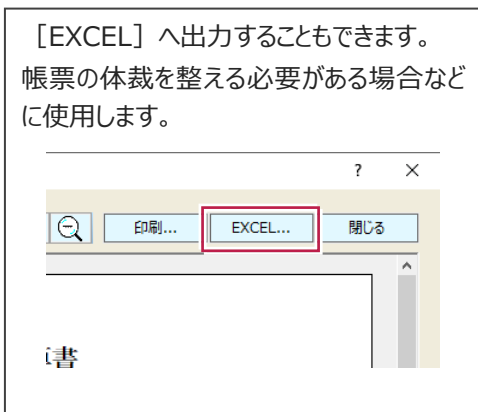 ［EXCEL］へ出力することもできます。
帳票の体裁を整える必要がある場合など
に使用します。
? ×
印刷... EXCEL... 閉じる
書